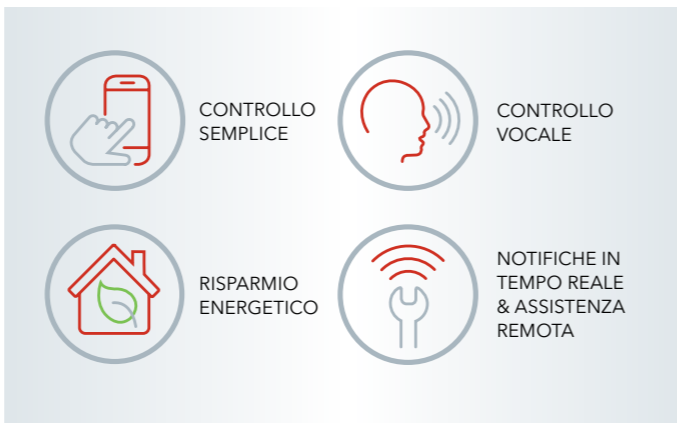 CONTROLLO
SEMPLICE
CONTROLLO
VOCALE
RISPARMIO
ENERGETICO
NOTIFICHE IN
TEMPO REALE
& ASSISTENZA
REMOTA